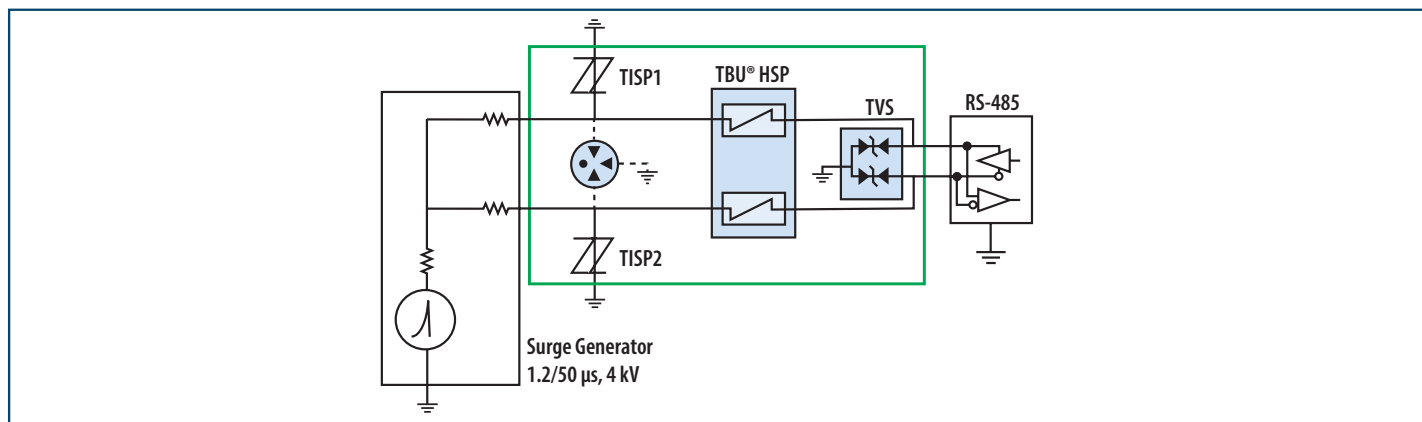 TISP1
TBU® HSP
TVS
RS-485
TISP2
Surge Generator
1.2/50 µs, 4 kV